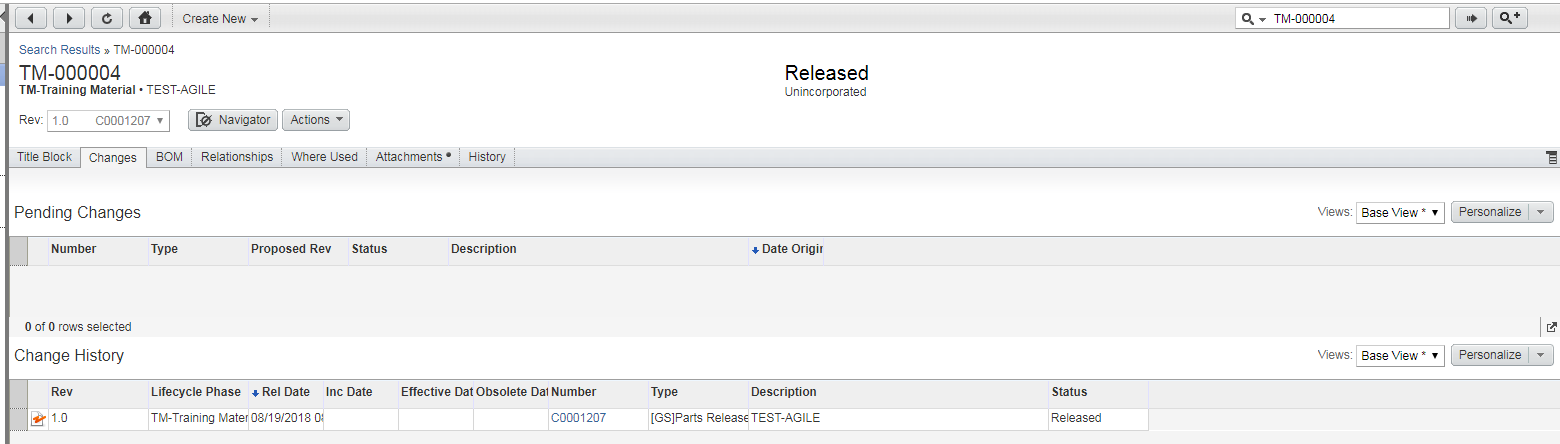 Create New
TM-000004
Search Results » TM-000004
TM-000004
Released
TM-Training Material • TEST-AGILE
Unincorporated
Rev: 1.0 C0001207
Navigator
Actions
Title Block Changes BOM Relationships Where Used Attachments • History
Pending Changes
Views: Base View * Personalize
Number Type Proposed Rev Status Description Date Origin
0 of 0 rows selected
Change History
Views: Base View * Personalize
Rev Lifecycle Phase Rel Date Inc Date Effective Dat Obsolete Dat Number Type Description Status
1.0 TM-Training Mater 08/19/2018 08 C0001207 [GS]Parts Release TEST-AGILE Released